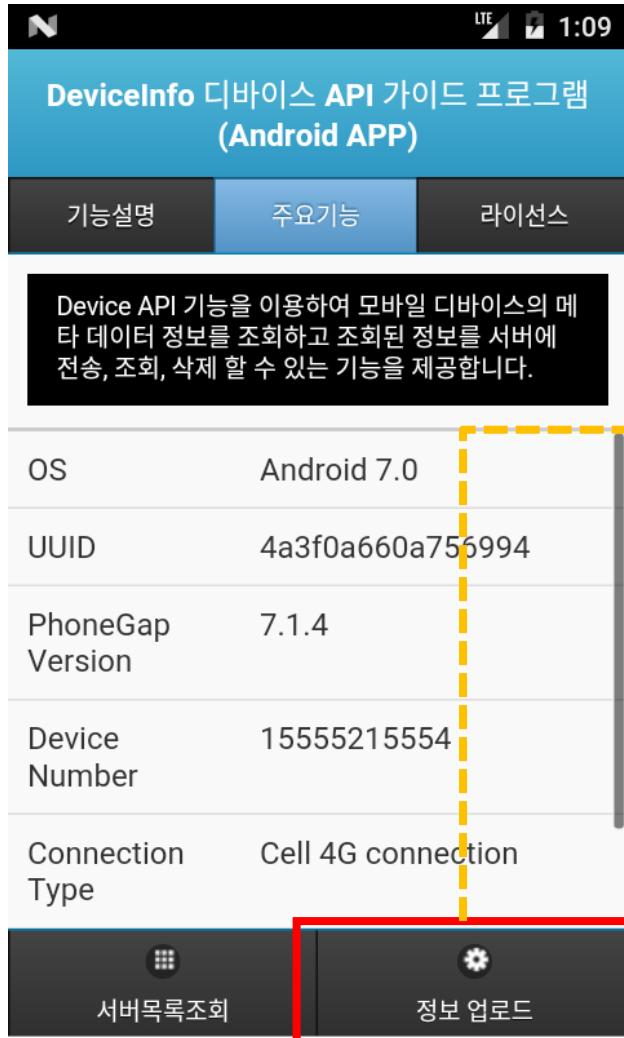 LTE 1:09
DeviceInfo 디바이스 API 가이드 프로그램
(Android APP)
기능설명 주요기능 라이선스
Device API 기능을 이용하여 모바일 디바이스의 메
타 데이터 정보를 조회하고 조회된 정보를 서버에
전송, 조회, 삭제 할 수 있는 기능을 제공합니다.
OS Android 7.0
UUID 4a3f0a660a756994
PhoneGap 7.1.4
Version
Device 15555215554
Number
Connection Cell 4G connection
Type
서버목록조회 정보 업로드